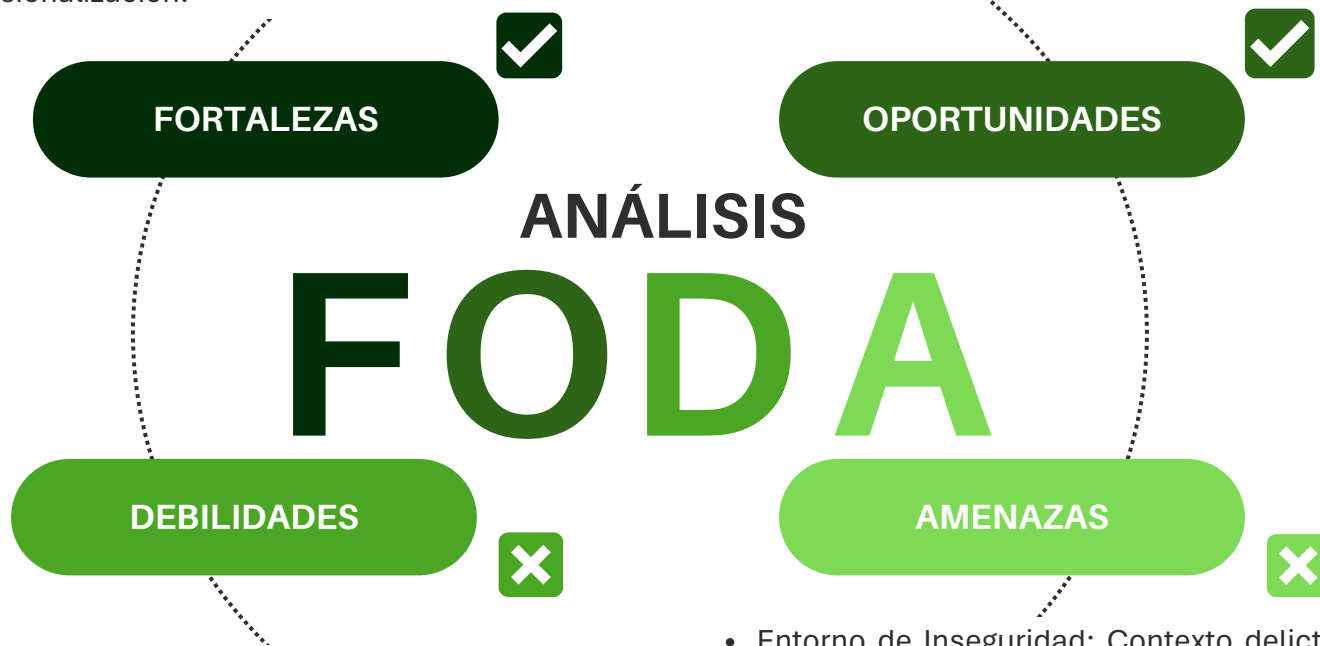 FORTALEZAS
OPORTUNIDADES
ANÁLISIS
FODA
DEBILIDADES
AMENAZAS
• Entorno de Inseguridad: Contexto